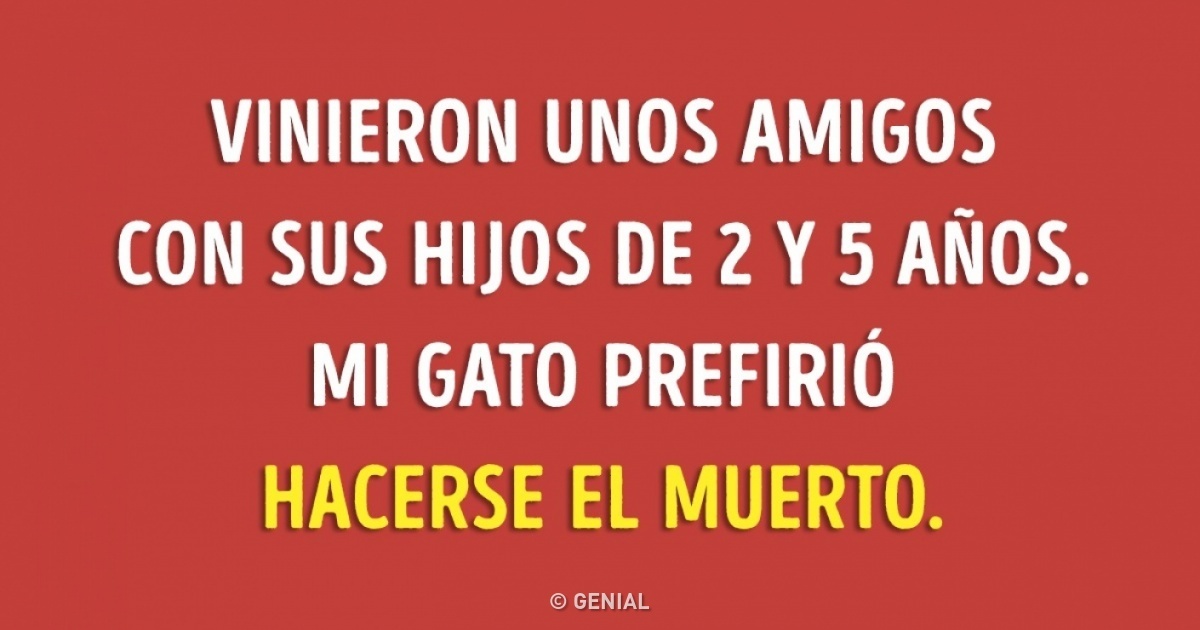 VINIERON UNOS AMIGOS
CON SUS HIJOS DE 2 Y 5 AÑOS.
MI GATO PREFIRIÓ
HACERSE EL MUERTO.
© GENIAL